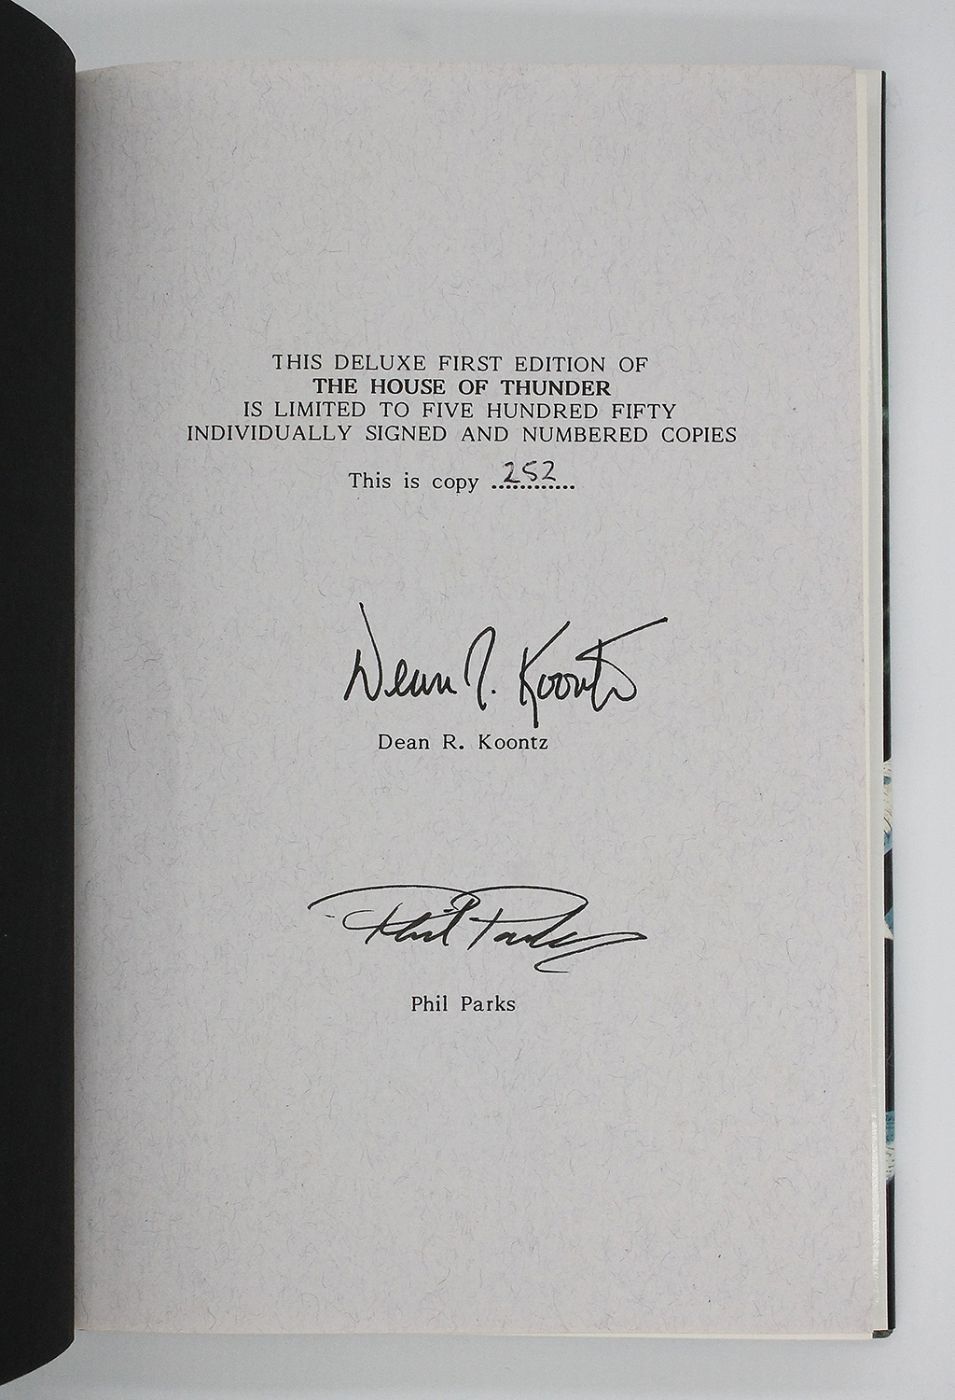 THIS DELUXE FIRST EDITION OF
THE HOUSE OF THUNDER
IS LIMITED TO FIVE HUNDRED FIFTY
INDIVIDUALLY SIGNED AND NUMBERED COPIES
This is copy 252
Dean R. Koontz
Dean R. Koontz
Phil Parks
Phil Parks